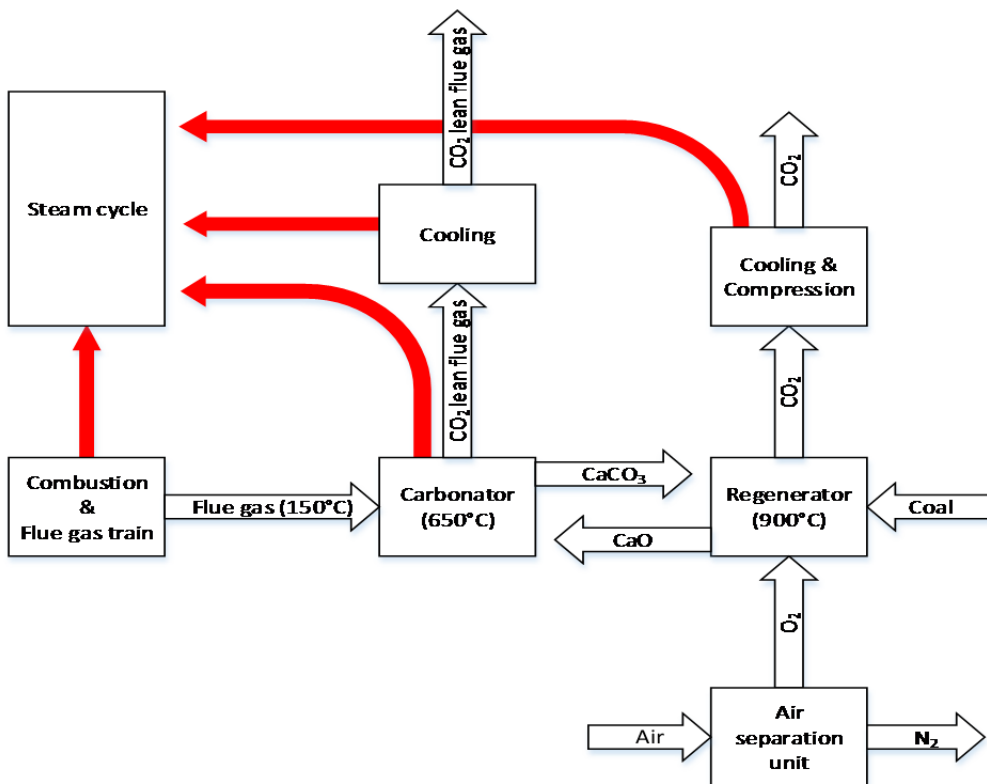 CO₂ lean flue gas
Steam cycle
Cooling
CO₂
Cooling &
Compression
CO₂ lean flue gas
CO₂
Combustion
&
Flue gas train
Flue gas (150°C)
Carbonator
(650°C)
CaCO₃
CaO
Regenerator
(900°C)
Coal
O₂
Air
Air
separation
unit
N₂